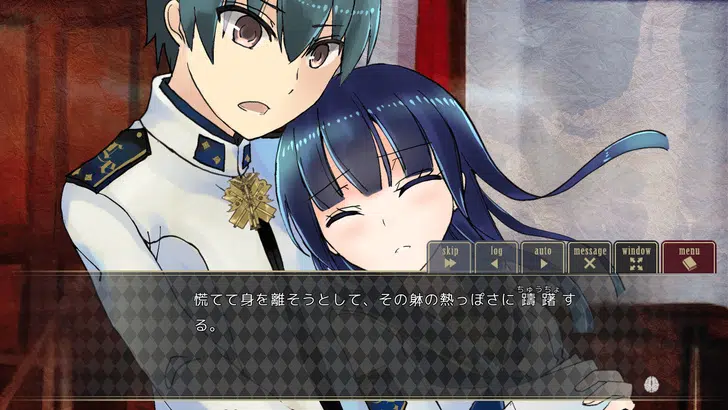 skip
log
auto
message
window
menu
ちゅうちょ
慌てて身を離そうとして、その躰の熱っぽさに躊躇す
る。